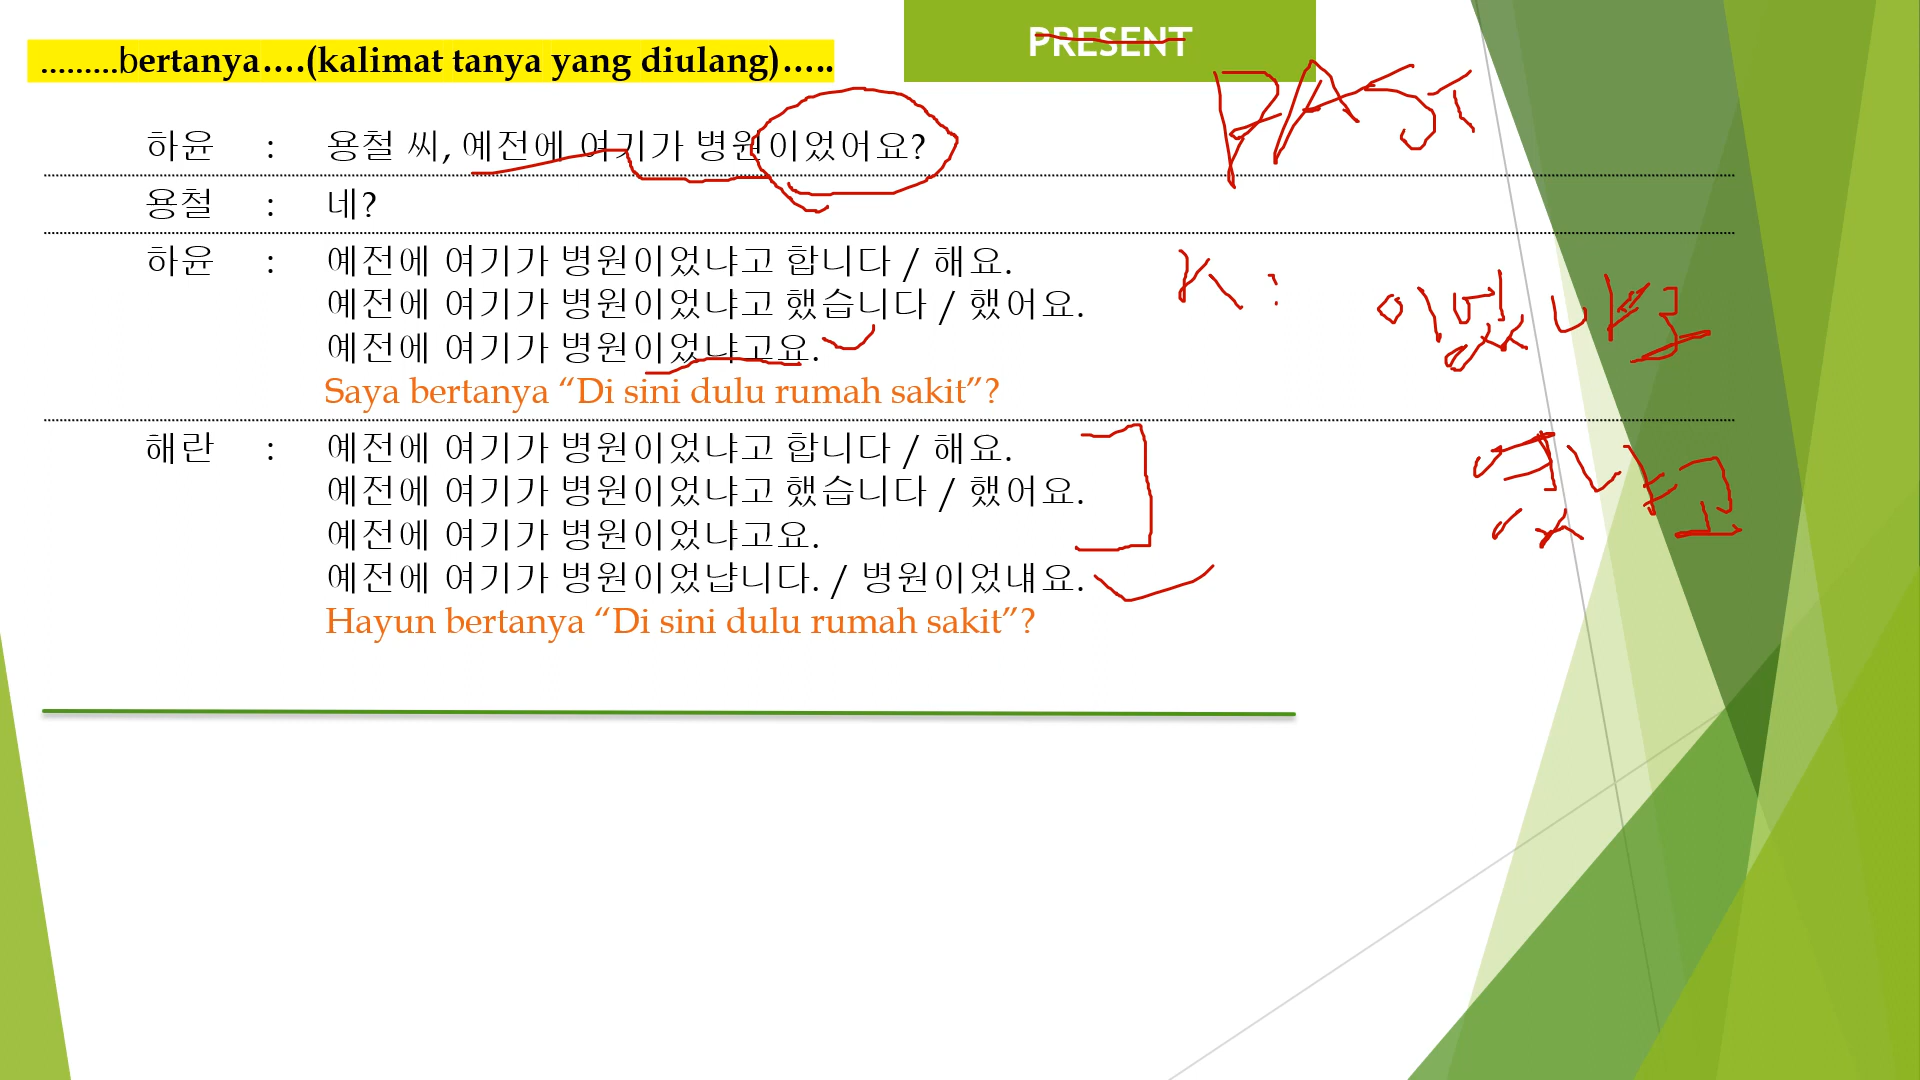 .........bertanya….(kalimat tanya yang diulang)…..
PRESENT
PAST
하윤 : 용철 씨, 예전에 여기가 병원이었어요?
용철 : 네?
하윤 : 예전에 여기가 병원이었냐고 합니다 / 해요.
예전에 여기가 병원이었냐고 했습니다 / 했어요.
예전에 여기가 병원이었냐고요.
Saya bertanya “Di sini dulu rumah sakit”?
K : 이었냐고
였냐고
해란 : 예전에 여기가 병원이었냐고 합니다 / 해요.
예전에 여기가 병원이었냐고 했습니다 / 했어요.
예전에 여기가 병원이었냐고요.
예전에 여기가 병원이었냡니다. / 병원이었냬요.
Hayun bertanya “Di sini dulu rumah sakit”?